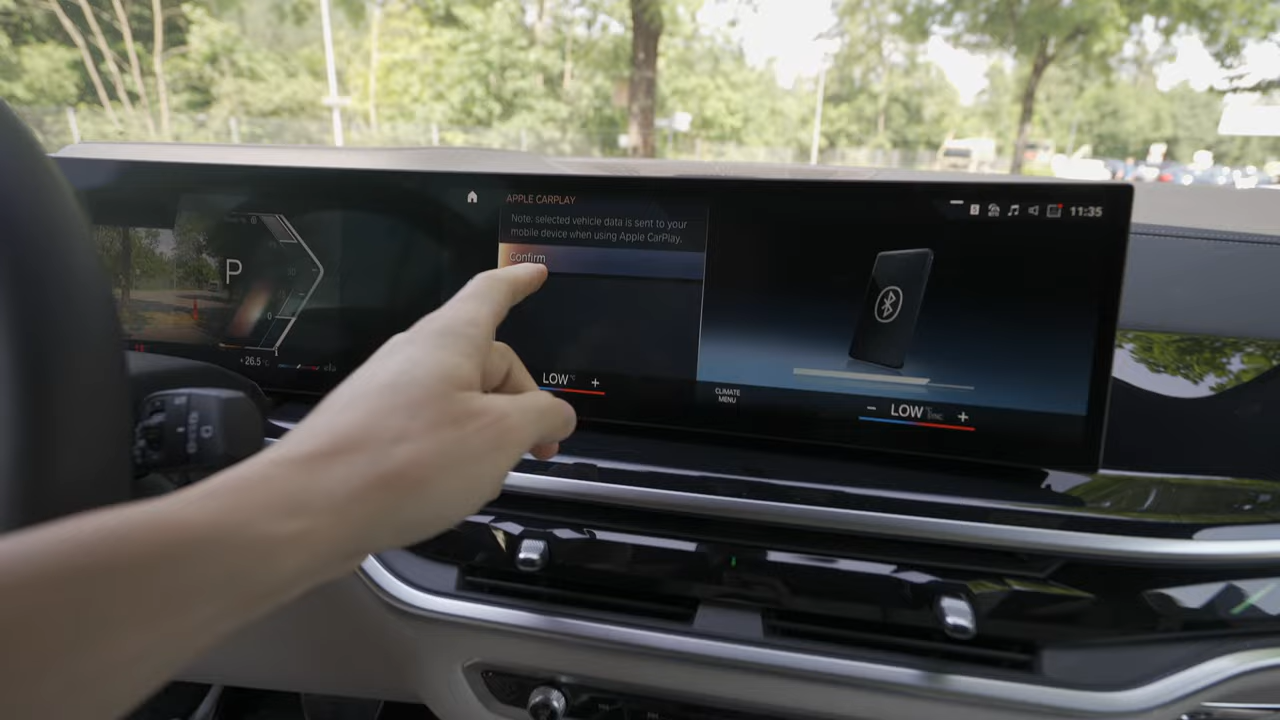 APPLE CARPLAY
Note: selected vehicle data is sent to your
mobile device when using Apple CarPlay.
Confirm
11:35
P
+26.5
LOW °C +
CLIMATE
MENU
- LOW +